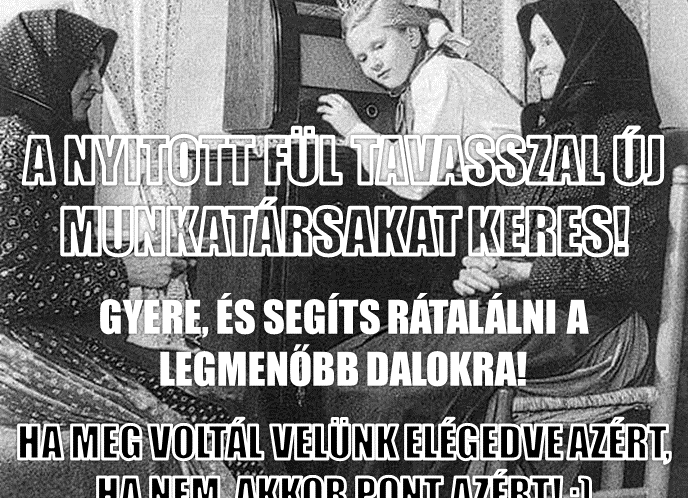 A NYITOTT FÜL TAVASSZAL ÚJ
MUNKATÁRSAKAT KERES!
GYERE, ÉS SEGÍTS RÁTALÁLNI A
LEGMENŐBB DALOKRA!
HA MEG VOLTÁL VELÜNK ELÉGEDVE AZÉRT,
HA NEM, AKKOR PONT AZÉRT! :)